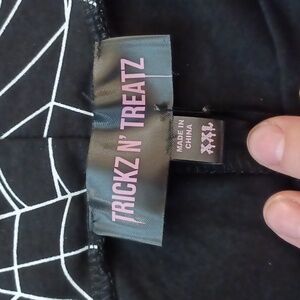 TRICKZ N' TREATZ
MADE IN
CHINA
XXL